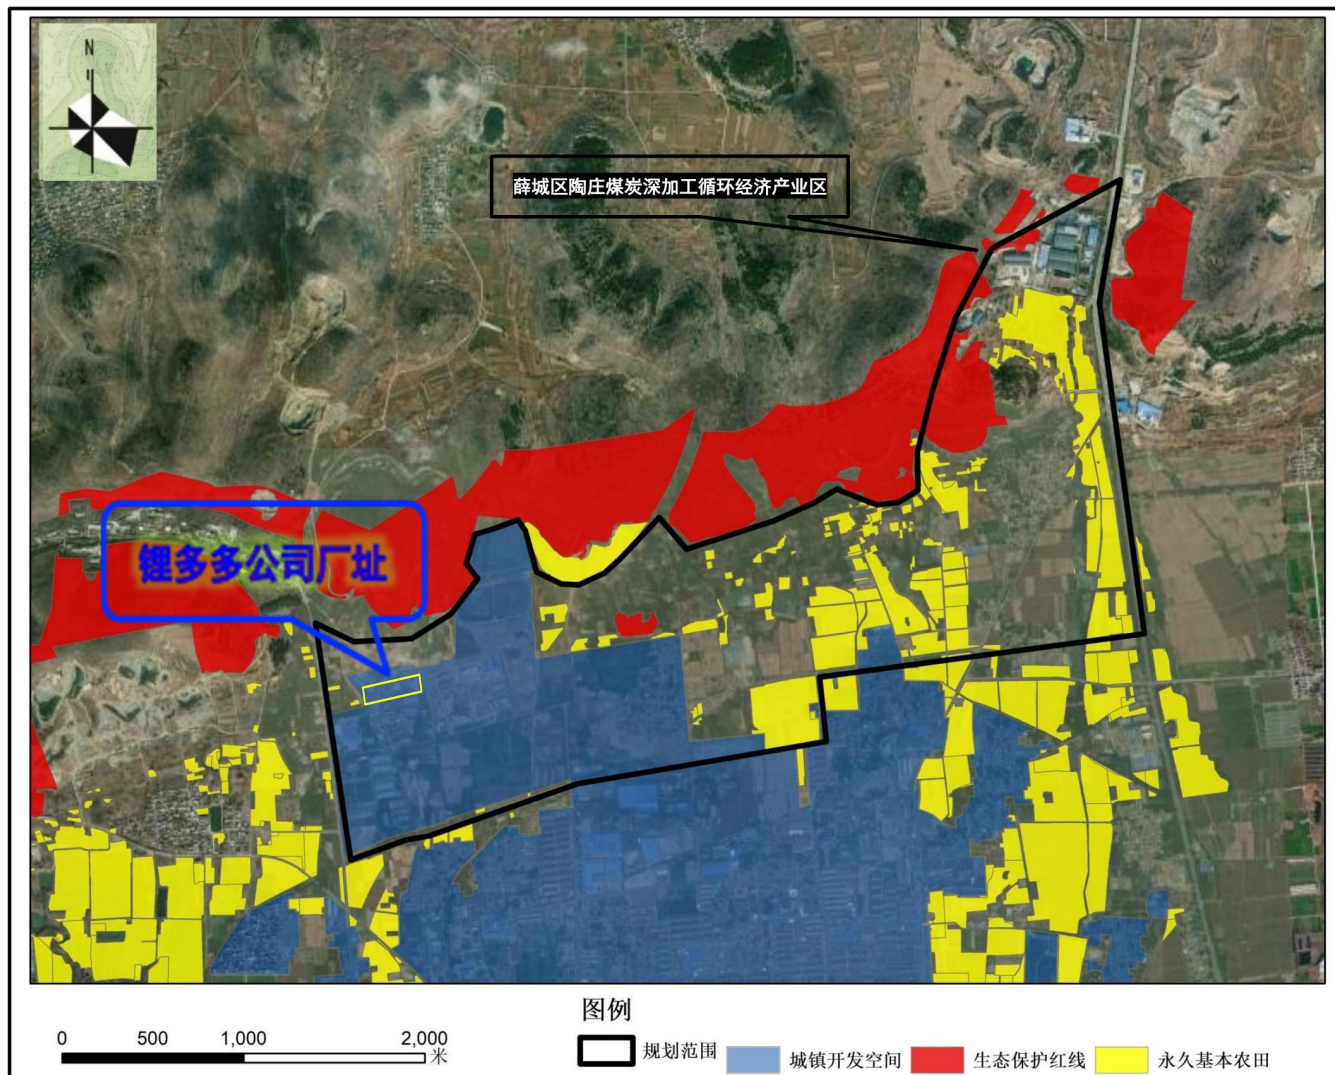 N
薛城区陶庄煤炭深加工循环经济产业区
锂多多公司厂址
图例
0 500 1,000 2,000
米
规划范围 城镇开发空间 生态保护红线 永久基本农田